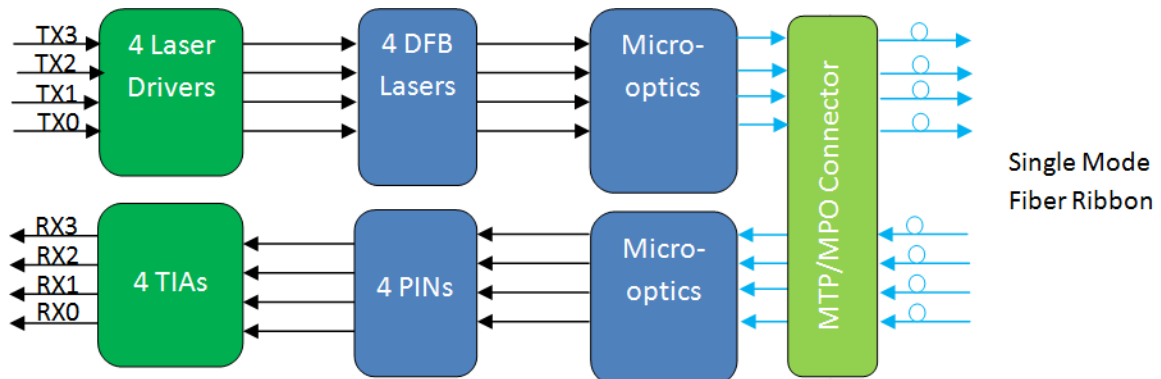 TX3
TX2
TX1
TX0
4 Laser
Drivers
4 DFB
Lasers
Micro-
optics
MTP/MPO Connector
Single Mode
Fiber Ribbon
RX3
RX2
RX1
RX0
4 TIAs
4 PINs
Micro-
optics